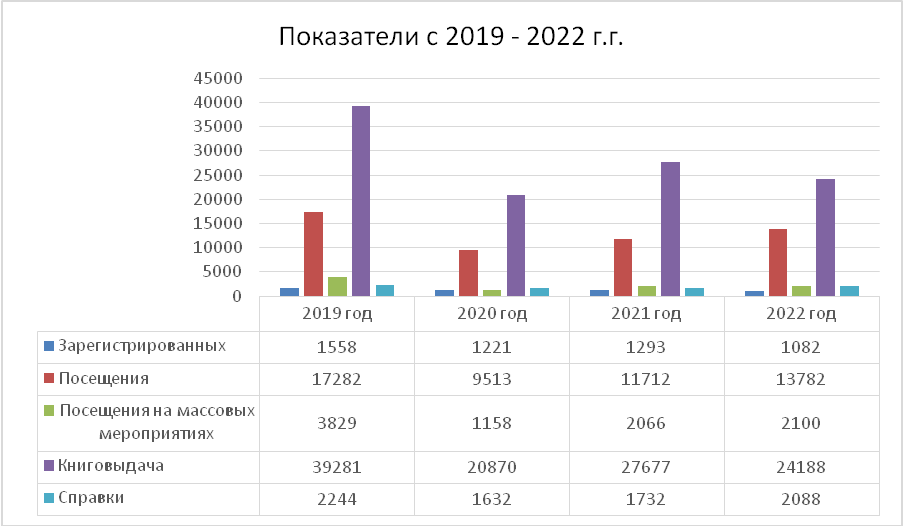 Показатели с 2019 - 2022 г.г.
45000
40000
35000
30000
25000
20000
15000
10000
5000
0
2019 год 2020 год 2021 год 2022 год
Зарегистрированных 1558 1221 1293 1082
Посещения 17282 9513 11712 13782
Посещения на массовых
мероприятиях 3829 1158 2066 2100
Книговыдача 39281 20870 27677 24188
Справки 2244 1632 1732 2088